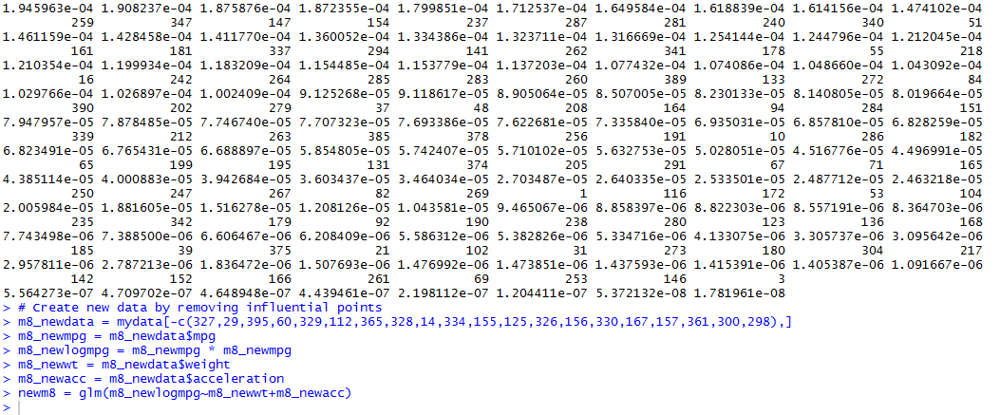 1.945963e-04 1.908237e-04 1.875876e-04 1.872355e-04 1.799851e-04 1.712537e-04 1.649584e-04 1.618839e-04 1.614156e-04 1.474102e-04
259 347 147 154 237 287 281 240 340 51
1.461159e-04 1.428458e-04 1.411770e-04 1.360052e-04 1.334386e-04 1.323711e-04 1.316669e-04 1.254144e-04 1.244796e-04 1.212045e-04
161 181 337 294 141 262 341 178 55 218
1.210354e-04 1.199934e-04 1.183209e-04 1.154485e-04 1.153779e-04 1.137203e-04 1.077432e-04 1.074086e-04 1.048660e-04 1.043092e-04
16 242 264 285 283 260 389 133 272 84
1.029766e-04 1.026897e-04 1.002409e-04 9.125268e-05 9.118617e-05 8.905064e-05 8.507005e-05 8.230133e-05 8.140805e-05 8.019664e-05
390 202 279 37 48 208 164 94 284 151
7.947957e-05 7.878485e-05 7.746740e-05 7.707323e-05 7.693386e-05 7.622681e-05 7.335840e-05 6.935031e-05 6.857810e-05 6.828259e-05
339 212 263 385 378 256 191 10 286 182
6.823491e-05 6.765431e-05 6.688897e-05 5.854805e-05 5.742407e-05 5.710102e-05 5.632753e-05 5.028051e-05 4.516776e-05 4.496991e-05
65 199 195 131 374 205 291 67 71 165
4.385114e-05 4.000883e-05 3.942684e-05 3.603437e-05 3.464034e-05 2.703487e-05 2.640335e-05 2.533501e-05 2.487712e-05 2.463218e-05
250 247 267 82 269 1 116 172 53 104
2.005984e-05 1.881605e-05 1.516278e-05 1.208126e-05 1.043581e-05 9.465067e-06 8.858397e-06 8.822303e-06 8.557191e-06 8.364703e-06
235 342 179 92 190 238 280 123 136 168
7.743498e-06 7.388500e-06 6.606467e-06 6.208409e-06 5.586312e-06 5.382826e-06 5.334716e-06 4.133075e-06 3.305737e-06 3.095642e-06
185 39 375 21 102 31 273 180 304 217
2.957811e-06 2.787213e-06 1.836472e-06 1.507693e-06 1.476992e-06 1.473851e-06 1.437593e-06 1.415391e-06 1.405387e-06 1.091667e-06
142 152 166 261 69 253 146 3
5.564273e-07 4.709702e-07 4.648948e-07 4.439461e-07 2.198112e-07 1.204411e-07 5.372132e-08 1.781961e-08
> # Create new data by removing influential points
> m8_newdata = mydata[-c(327,29,395,60,329,112,365,328,14,334,155,125,326,156,330,167,157,361,300,298),]
> m8_newmpg = m8_newdata$mpg
> m8_newlogmpg = m8_newmpg * m8_newmpg
> m8_newwt = m8_newdata$weight
> m8_newacc = m8_newdata$acceleration
> newm8 = glm(m8_newlogmpg~m8_newwt+m8_newacc)
>